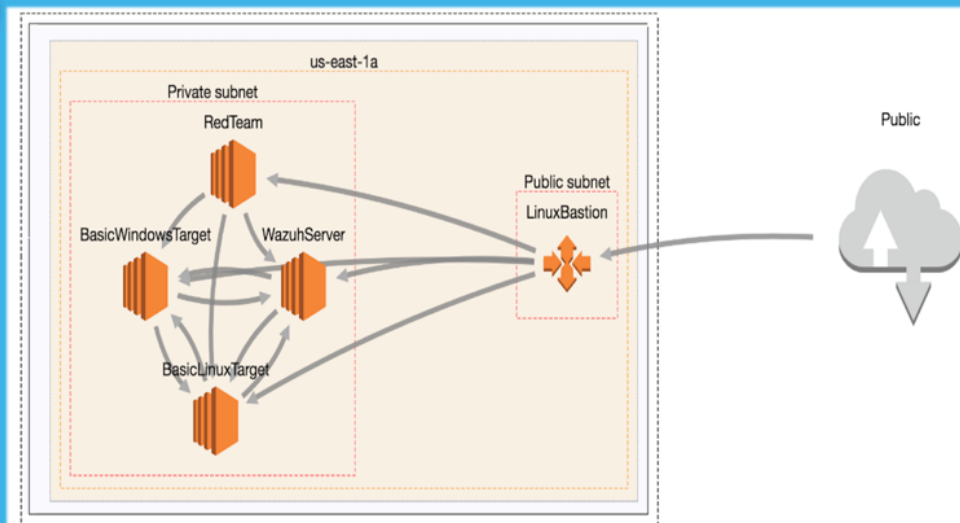 us-east-1a
Private subnet
RedTeam
Public
Public subnet
LinuxBastion
BasicWindowsTarget
WazuhServer
BasicLinuxTarget